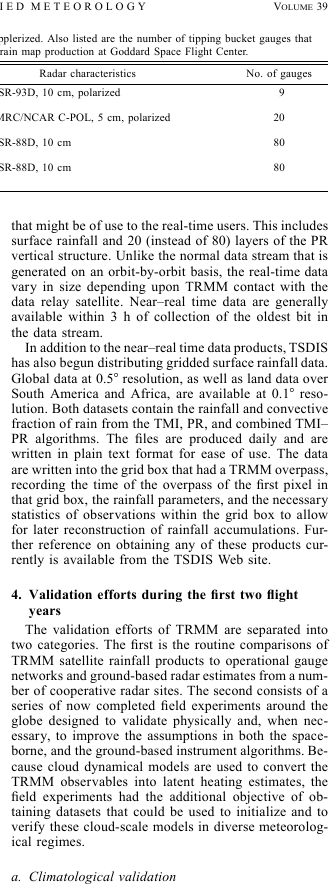 IED METEOROLOGY VOLUME 39
pplerized. Also listed are the number of tipping bucket gauges that
rain map production at Goddard Space Flight Center.
Radar characteristics No. of gauges
SR-93D, 10 cm, polarized 9
MRC/NCAR C-POL, 5 cm, polarized 20
SR-88D, 10 cm 80
SR-88D, 10 cm 80
that might be of use to the real-time users. This includes
surface rainfall and 20 (instead of 80) layers of the PR
vertical structure. Unlike the normal data stream that is
generated on an orbit-by-orbit basis, the real-time data
vary in size depending upon TRMM contact with the
data relay satellite. Near–real time data are generally
available within 3 h of collection of the oldest bit in
the data stream.
In addition to the near–real time data products, TSDIS
has also begun distributing gridded surface rainfall data.
Global data at 0.5° resolution, as well as land data over
South America and Africa, are available at 0.1° reso-
lution. Both datasets contain the rainfall and convective
fraction of rain from the TMI, PR, and combined TMI–
PR algorithms. The files are produced daily and are
written in plain text format for ease of use. The data
are written into the grid box that had a TRMM overpass,
recording the time of the overpass of the first pixel in
that grid box, the rainfall parameters, and the necessary
statistics of observations within the grid box to allow
for later reconstruction of rainfall accumulations. Fur-
ther reference on obtaining any of these products cur-
rently is available from the TSDIS Web site.
4. Validation efforts during the first two flight
years
The validation efforts of TRMM are separated into
two categories. The first is the routine comparisons of
TRMM satellite rainfall products to operational gauge
networks and ground-based radar estimates from a num-
ber of cooperative radar sites. The second consists of a
series of now completed field experiments around the
globe designed to validate physically and, when nec-
essary, to improve the assumptions in both the space-
borne, and the ground-based instrument algorithms. Be-
cause cloud dynamical models are used to convert the
TRMM observables into latent heating estimates, the
field experiments had the additional objective of ob-
taining datasets that could be used to initialize and to
verify these cloud-scale models in diverse meteorolog-
ical regimes.
a. Climatological validation